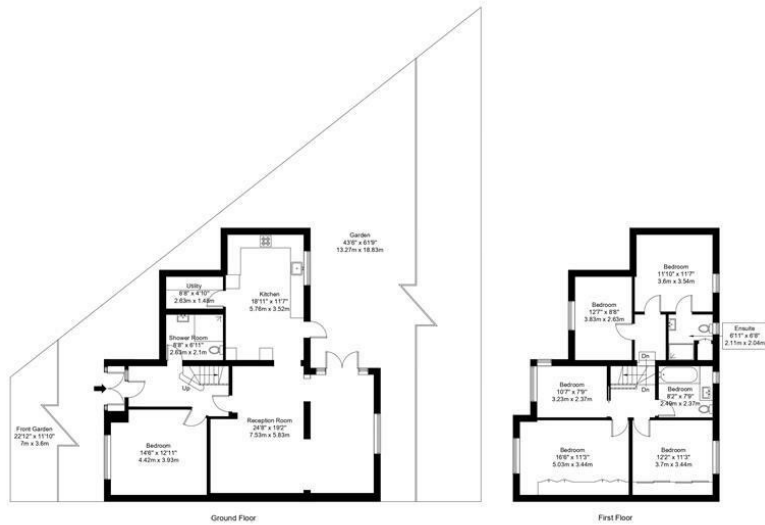 Garden
43'6" x 61'9"
13.27m x 18.83m
Utility
8'8" x 4'10"
2.63m x 1.48m
Kitchen
18'11" x 11'7"
5.76m x 3.52m
Shower Room
8'8" x 6'11"
2.63m x 2.1m
Up
Front Garden
22'12" x 11'10"
7m x 3.6m
Reception Room
24'8" x 19'2"
7.53m x 5.83m
Bedroom
14'6" x 12'11"
4.42m x 3.93m
Ground Floor
Bedroom
11'10" x 11'7"
3.6m x 3.54m
Bedroom
12'7" x 8'8"
3.83m x 2.63m
Ensuite
6'11" x 6'8"
2.11m x 2.04m
Dn
Dn
Bedroom
10'7" x 7'9"
3.23m x 2.37m
Bedroom
8'2" x 7'9"
2.49m x 2.37m
Bedroom
16'6" x 11'3"
5.03m x 3.44m
Bedroom
12'2" x 11'3"
3.7m x 3.44m
First Floor